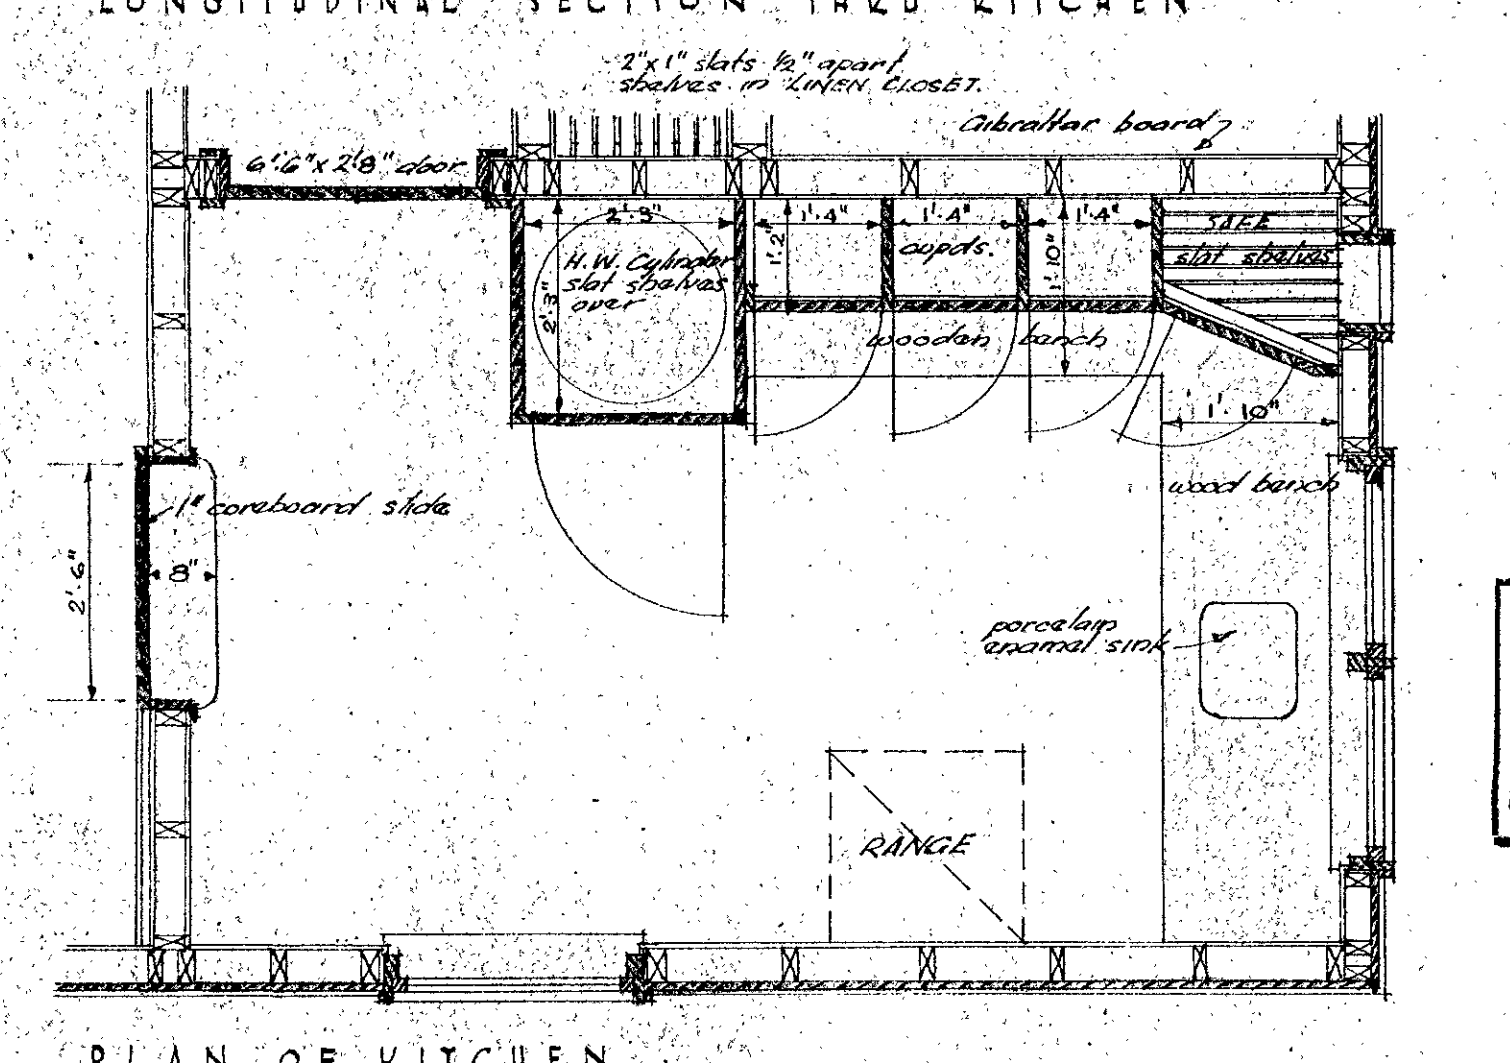 LONGITUDINAL SECTION THRU KITCHEN
2"x1" slats ½" apart
shelves in LINEN CLOSET.
Gibraltar board
6'.6"x2'8" door
2'.3"
1'.4"
1'.4"
1'.4"
SAFE
1'.2"
cupds.
1'.10"
slat shelves
H.W. Cylinder
slat shelves
over
2'.3"
wooden bench
1'.10"
wood bench
1" coreboard slide
2'.6"
8"
porcelain
enamel sink
RANGE
PLAN OF KITCHEN